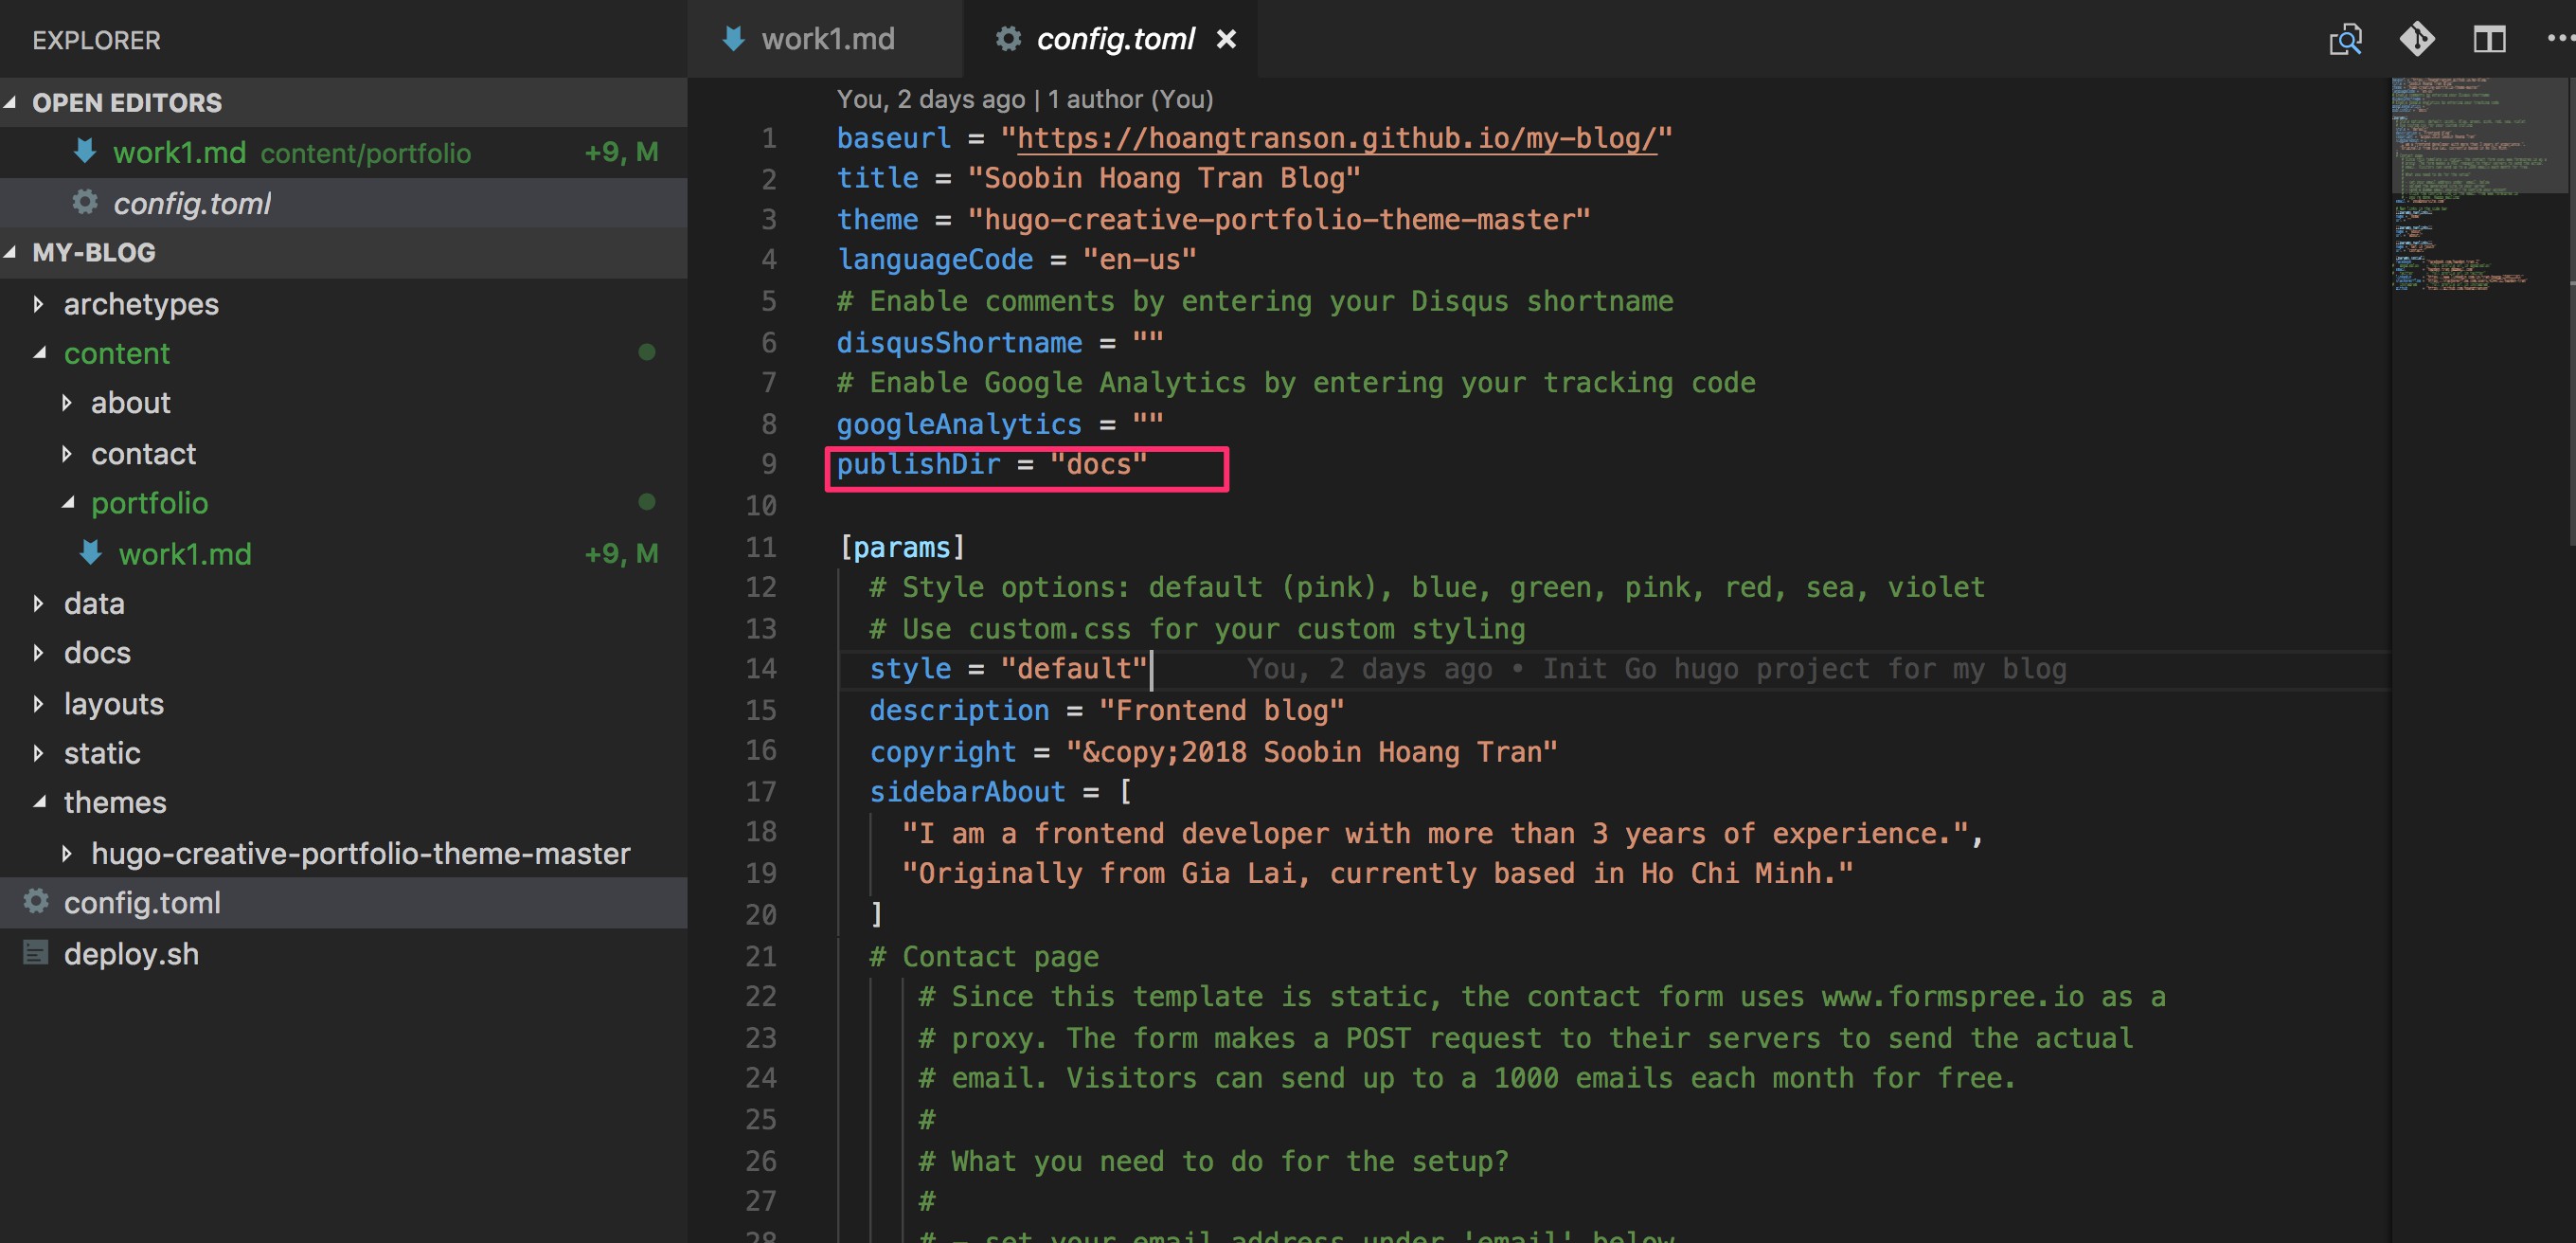 EXPLORER
OPEN EDITORS
work1.md content/portfolio +9, M
config.toml
MY-BLOG
archetypes
content
about
contact
portfolio
work1.md +9, M
data
docs
layouts
static
themes
hugo-creative-portfolio-theme-master
config.toml
deploy.sh
work1.md
config.toml
You, 2 days ago | 1 author (You)
1 baseurl = "https://hoangtranson.github.io/my-blog/"
2 title = "Soobin Hoang Tran Blog"
3 theme = "hugo-creative-portfolio-theme-master"
4 languageCode = "en-us"
5 # Enable comments by entering your Disqus shortname
6 disqusShortname = ""
7 # Enable Google Analytics by entering your tracking code
8 googleAnalytics = ""
9 publishDir = "docs"
10
11 [params]
12 # Style options: default (pink), blue, green, pink, red, sea, violet
13 # Use custom.css for your custom styling
14 style = "default" You, 2 days ago • Init Go hugo project for my blog
15 description = "Frontend blog"
16 copyright = "&copy;2018 Soobin Hoang Tran"
17 sidebarAbout = [
18 "I am a frontend developer with more than 3 years of experience.",
19 "Originally from Gia Lai, currently based in Ho Chi Minh."
20 ]
21 # Contact page
22 # Since this template is static, the contact form uses www.formspree.io as a
23 # proxy. The form makes a POST request to their servers to send the actual
24 # email. Visitors can send up to a 1000 emails each month for free.
25 #
26 # What you need to do for the setup?
27 #
28 # – set your email address under 'email' below